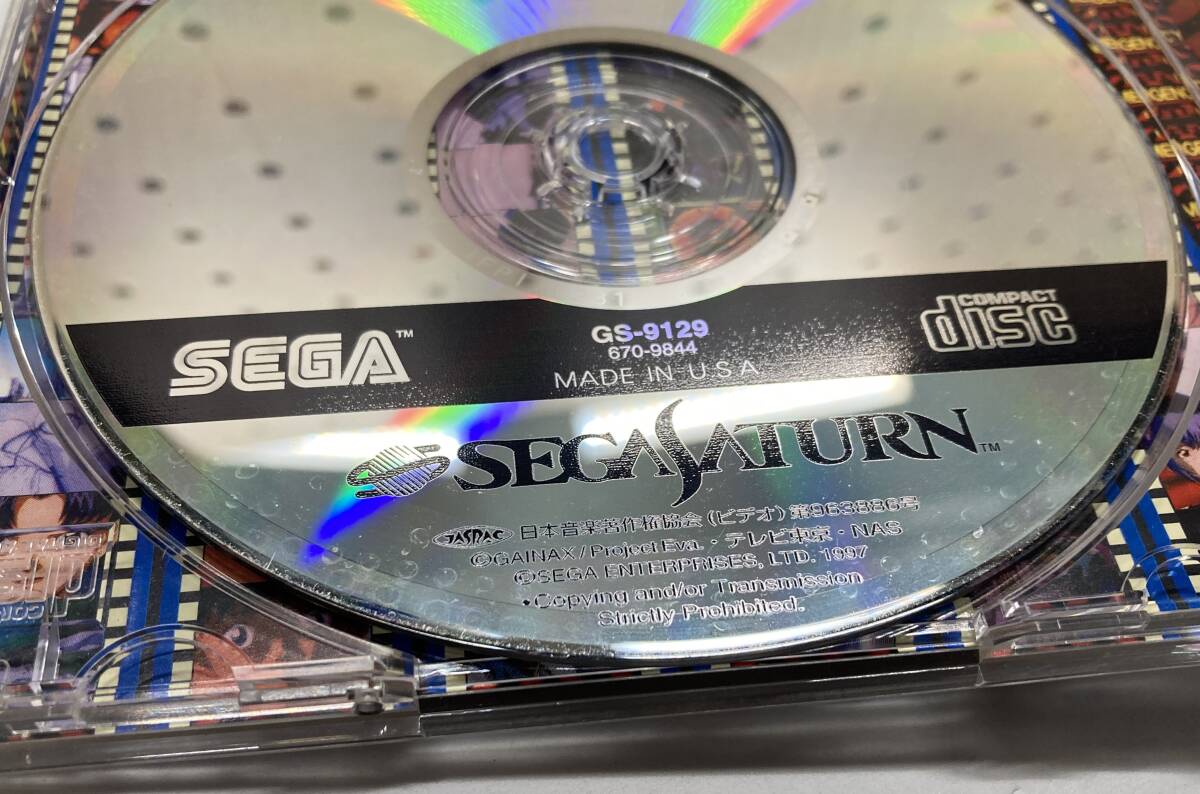 SEGA™
GS-9129
670-9844
MADE IN U.S.A
COMPACT
disc
SEGASATURN™
JASRAC 日本音楽著作権協会(ビデオ)第963886号
©GAINAX/Project Eva. ・テレビ東京・NAS
©SEGA ENTERPRISES, LTD. 1997
•Copying and/or Transmission
Strictly Prohibited.